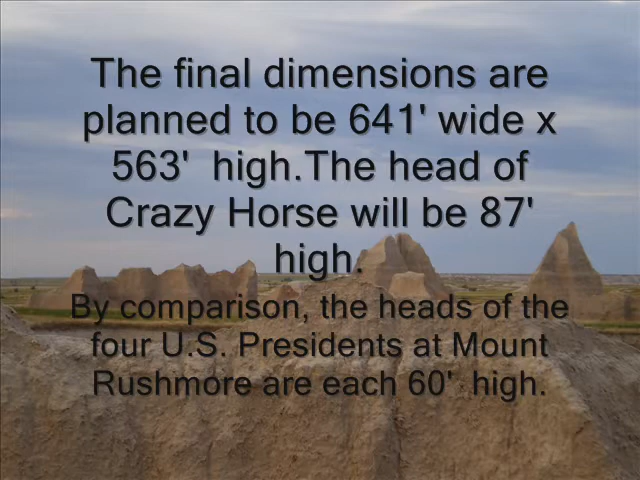 The final dimensions are
planned to be 641' wide x
563'  high.The head of
Crazy Horse will be 87'
high.
By comparison, the heads of the
four U.S. Presidents at Mount
Rushmore are each 60'  high.